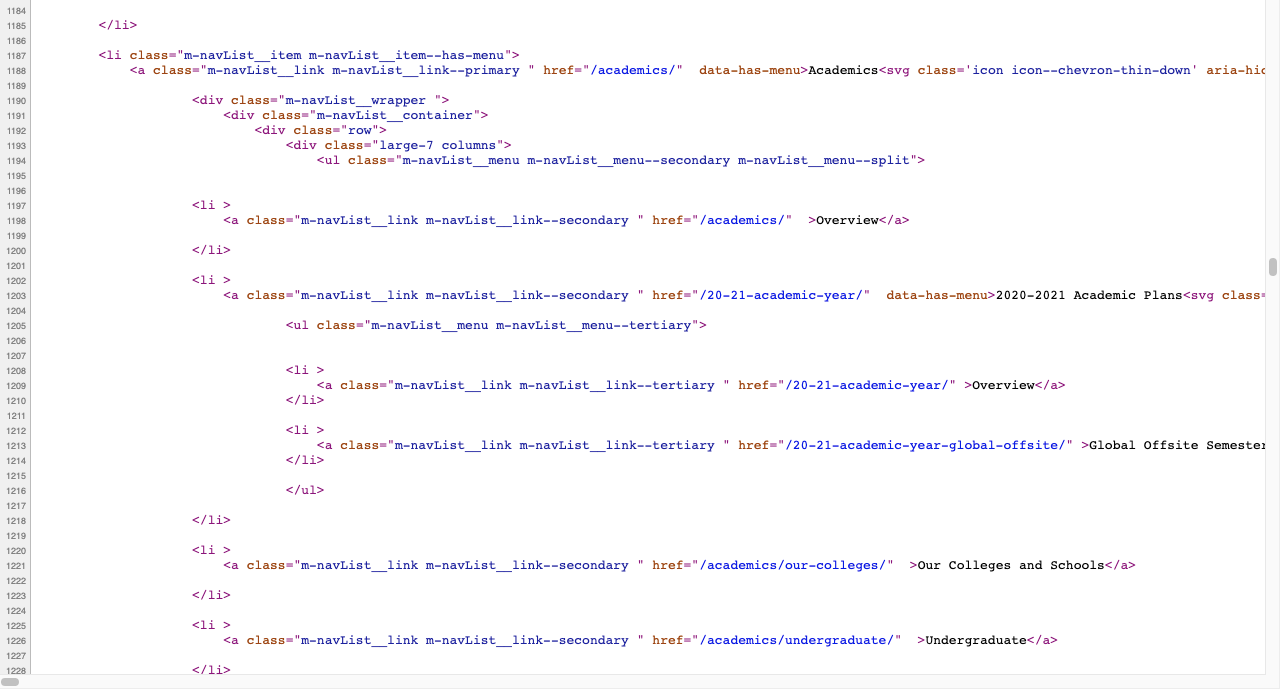 1184
1185 </li>
1186
1187 <li class="m-navList__item m-navList__item--has-menu">
1188 <a class="m-navList__link m-navList__link--primary " href="/academics/"  data-has-menu>Academics<svg class='icon icon--chevron-thin-down' aria-hid
1189
1190 <div class="m-navList__wrapper ">
1191 <div class="m-navList__container">
1192 <div class="row">
1193 <div class="large-7 columns">
1194 <ul class="m-navList__menu m-navList__menu--secondary m-navList__menu--split">
1195
1196
1197 <li >
1198 <a class="m-navList__link m-navList__link--secondary " href="/academics/"  >Overview</a>
1199
1200 </li>
1201
1202 <li >
1203 <a class="m-navList__link m-navList__link--secondary " href="/20-21-academic-year/"  data-has-menu>2020-2021 Academic Plans<svg class=
1204
1205 <ul class="m-navList__menu m-navList__menu--tertiary">
1206
1207
1208 <li >
1209 <a class="m-navList__link m-navList__link--tertiary " href="/20-21-academic-year/" >Overview</a>
1210 </li>
1211
1212 <li >
1213 <a class="m-navList__link m-navList__link--tertiary " href="/20-21-academic-year-global-offsite/" >Global Offsite Semester
1214 </li>
1215
1216 </ul>
1217
1218 </li>
1219
1220 <li >
1221 <a class="m-navList__link m-navList__link--secondary " href="/academics/our-colleges/"  >Our Colleges and Schools</a>
1222
1223 </li>
1224
1225 <li >
1226 <a class="m-navList__link m-navList__link--secondary " href="/academics/undergraduate/"  >Undergraduate</a>
1227
1228 </li>